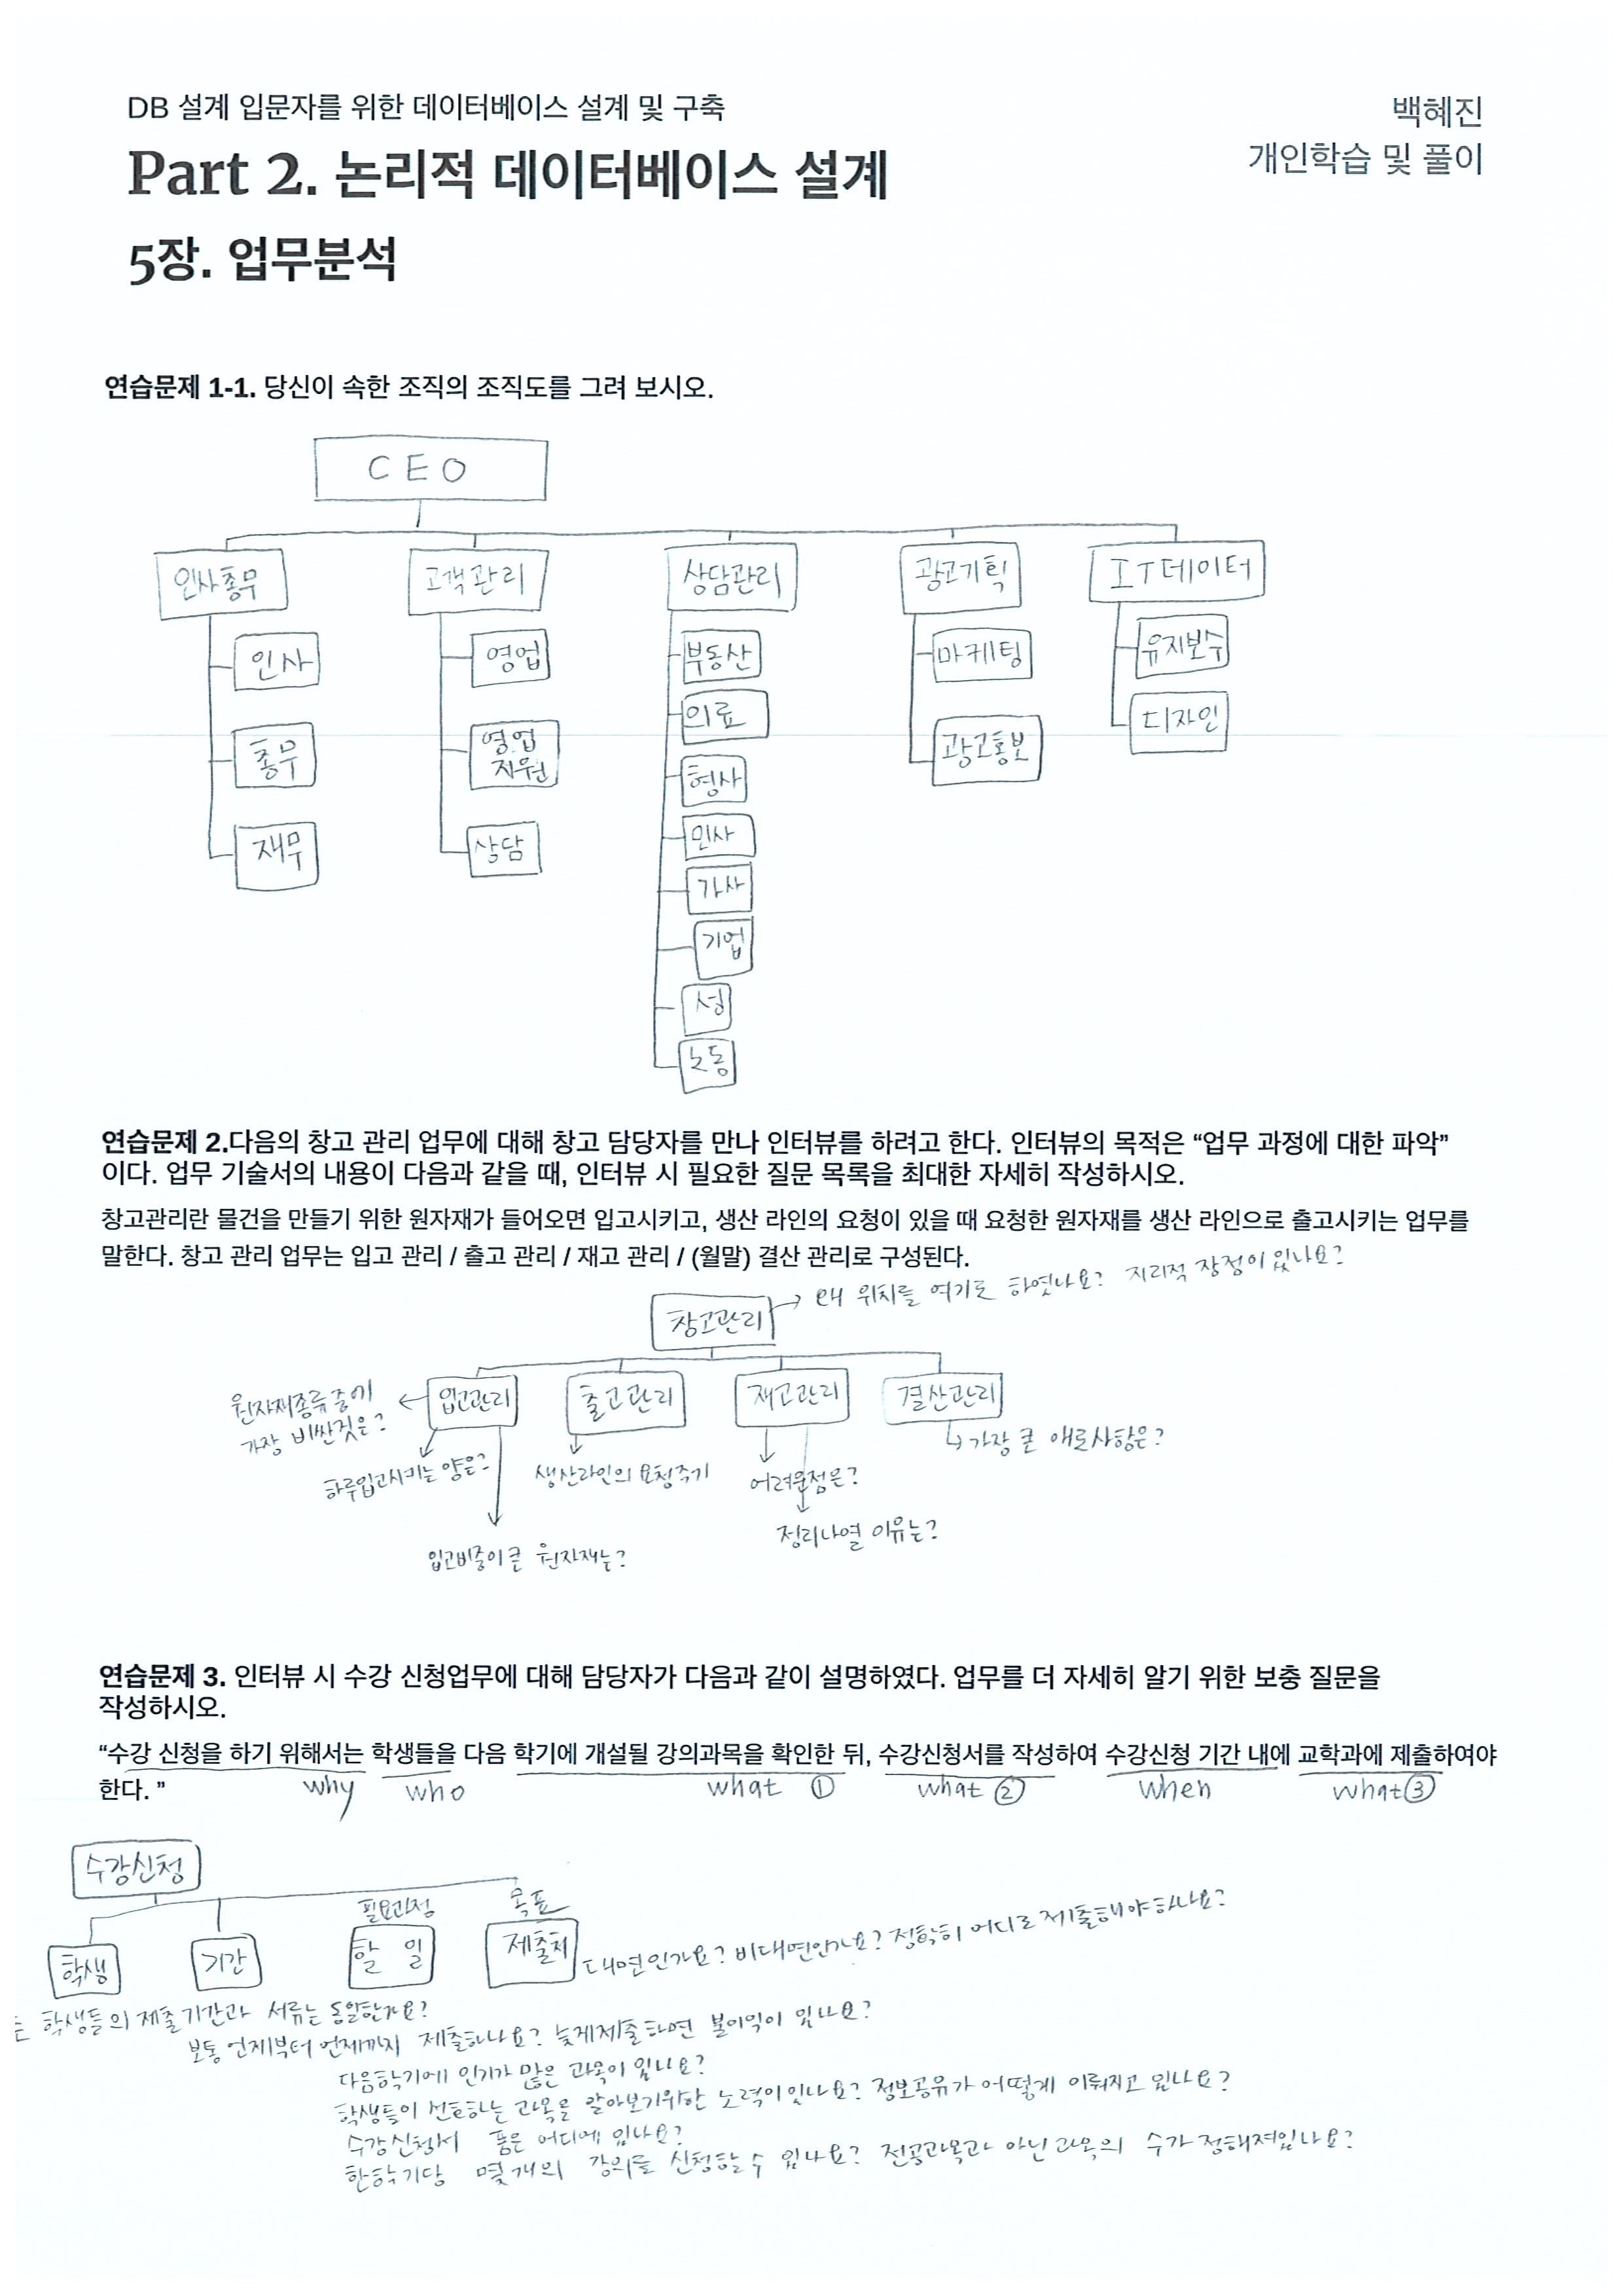 DB 설계 입문자를 위한 데이터베이스 설계 및 구축
백혜진
Part 2. 논리적 데이터베이스 설계
개인학습 및 풀이
5장. 업무분석
연습문제 1-1. 당신이 속한 조직의 조직도를 그려 보시오.
CEO
인사총무
고객관리
상담관리
광고기획
IT데이터
인사
총무
재무
영업
영업
지원
상담
부동산
의료
형사
민사
가사
기업
성
노동
마케팅
광고홍보
유지보수
디자인
연습문제 2.다음의 창고 관리 업무에 대해 창고 담당자를 만나 인터뷰를 하려고 한다. 인터뷰의 목적은 “업무 과정에 대한 파악”
이다. 업무 기술서의 내용이 다음과 같을 때, 인터뷰 시 필요한 질문 목록을 최대한 자세히 작성하시오.
창고관리란 물건을 만들기 위한 원자재가 들어오면 입고시키고, 생산 라인의 요청이 있을 때 요청한 원자재를 생산 라인으로 출고시키는 업무를
말한다. 창고 관리 업무는 입고 관리 / 출고 관리 / 재고 관리 / (월말) 결산 관리로 구성된다.
창고관리 → 왜 위치를 여기로 하였나요? 지리적 장점이 있나요?
입고관리
출고관리
재고관리
결산관리
원자재종류중에
가장 비싼것은?
하루입고시키는 양은?
입고비중이큰 원자재는?
생산라인의 요청주기
어려운점은?
정리나열 이유는?
가장 큰 애로사항은?
연습문제 3. 인터뷰 시 수강 신청업무에 대해 담당자가 다음과 같이 설명하였다. 업무를 더 자세히 알기 위한 보충 질문을
작성하시오.
“수강 신청을 하기 위해서는 학생들을 다음 학기에 개설될 강의과목을 확인한 뒤, 수강신청서를 작성하여 수강신청 기간 내에 교학과에 제출하여야
한다. ”
why who what ① what ② when what③
수강신청
필요과정
목표
학생
기간
할 일
제출처
대면인가요? 비대면인가요? 정확히 어디로 제출해야하나요?
학생들의 제출기간과 서류는 동일한가요?
보통 언제부터 언제까지 제출하나요? 늦게제출하면 불이익이 있나요?
다음학기에 인기가 많은 과목이 있나요?
학생들이 선호하는 과목을 알아보기위한 노력이있나요? 정보공유가 어떻게 이뤄지고 있나요?
수강신청서 폼은 어디에 있나요?
한학기당 몇개의 강의를 신청할수 있나요? 전공과목과 아닌과목의 수가 정해져있나요?